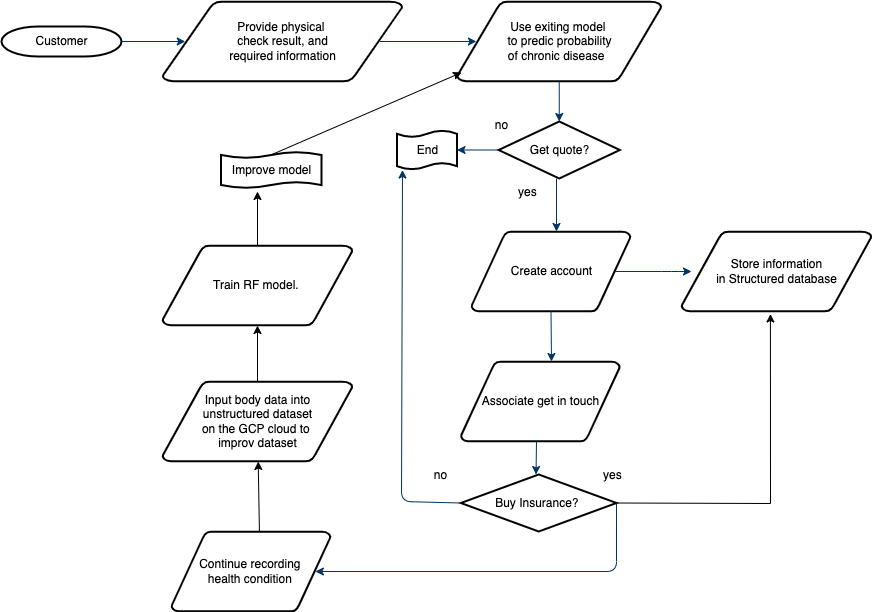 Customer
Provide physical
check result, and
required information
Use exiting model
to predic probability
of chronic disease
no
Get quote?
End
yes
Improve model
Create account
Store information
in Structured database
Train RF model.
Associate get in touch
Input body data into
unstructured dataset
on the GCP cloud to
improv dataset
no
yes
Buy Insurance?
Continue recording
health condition